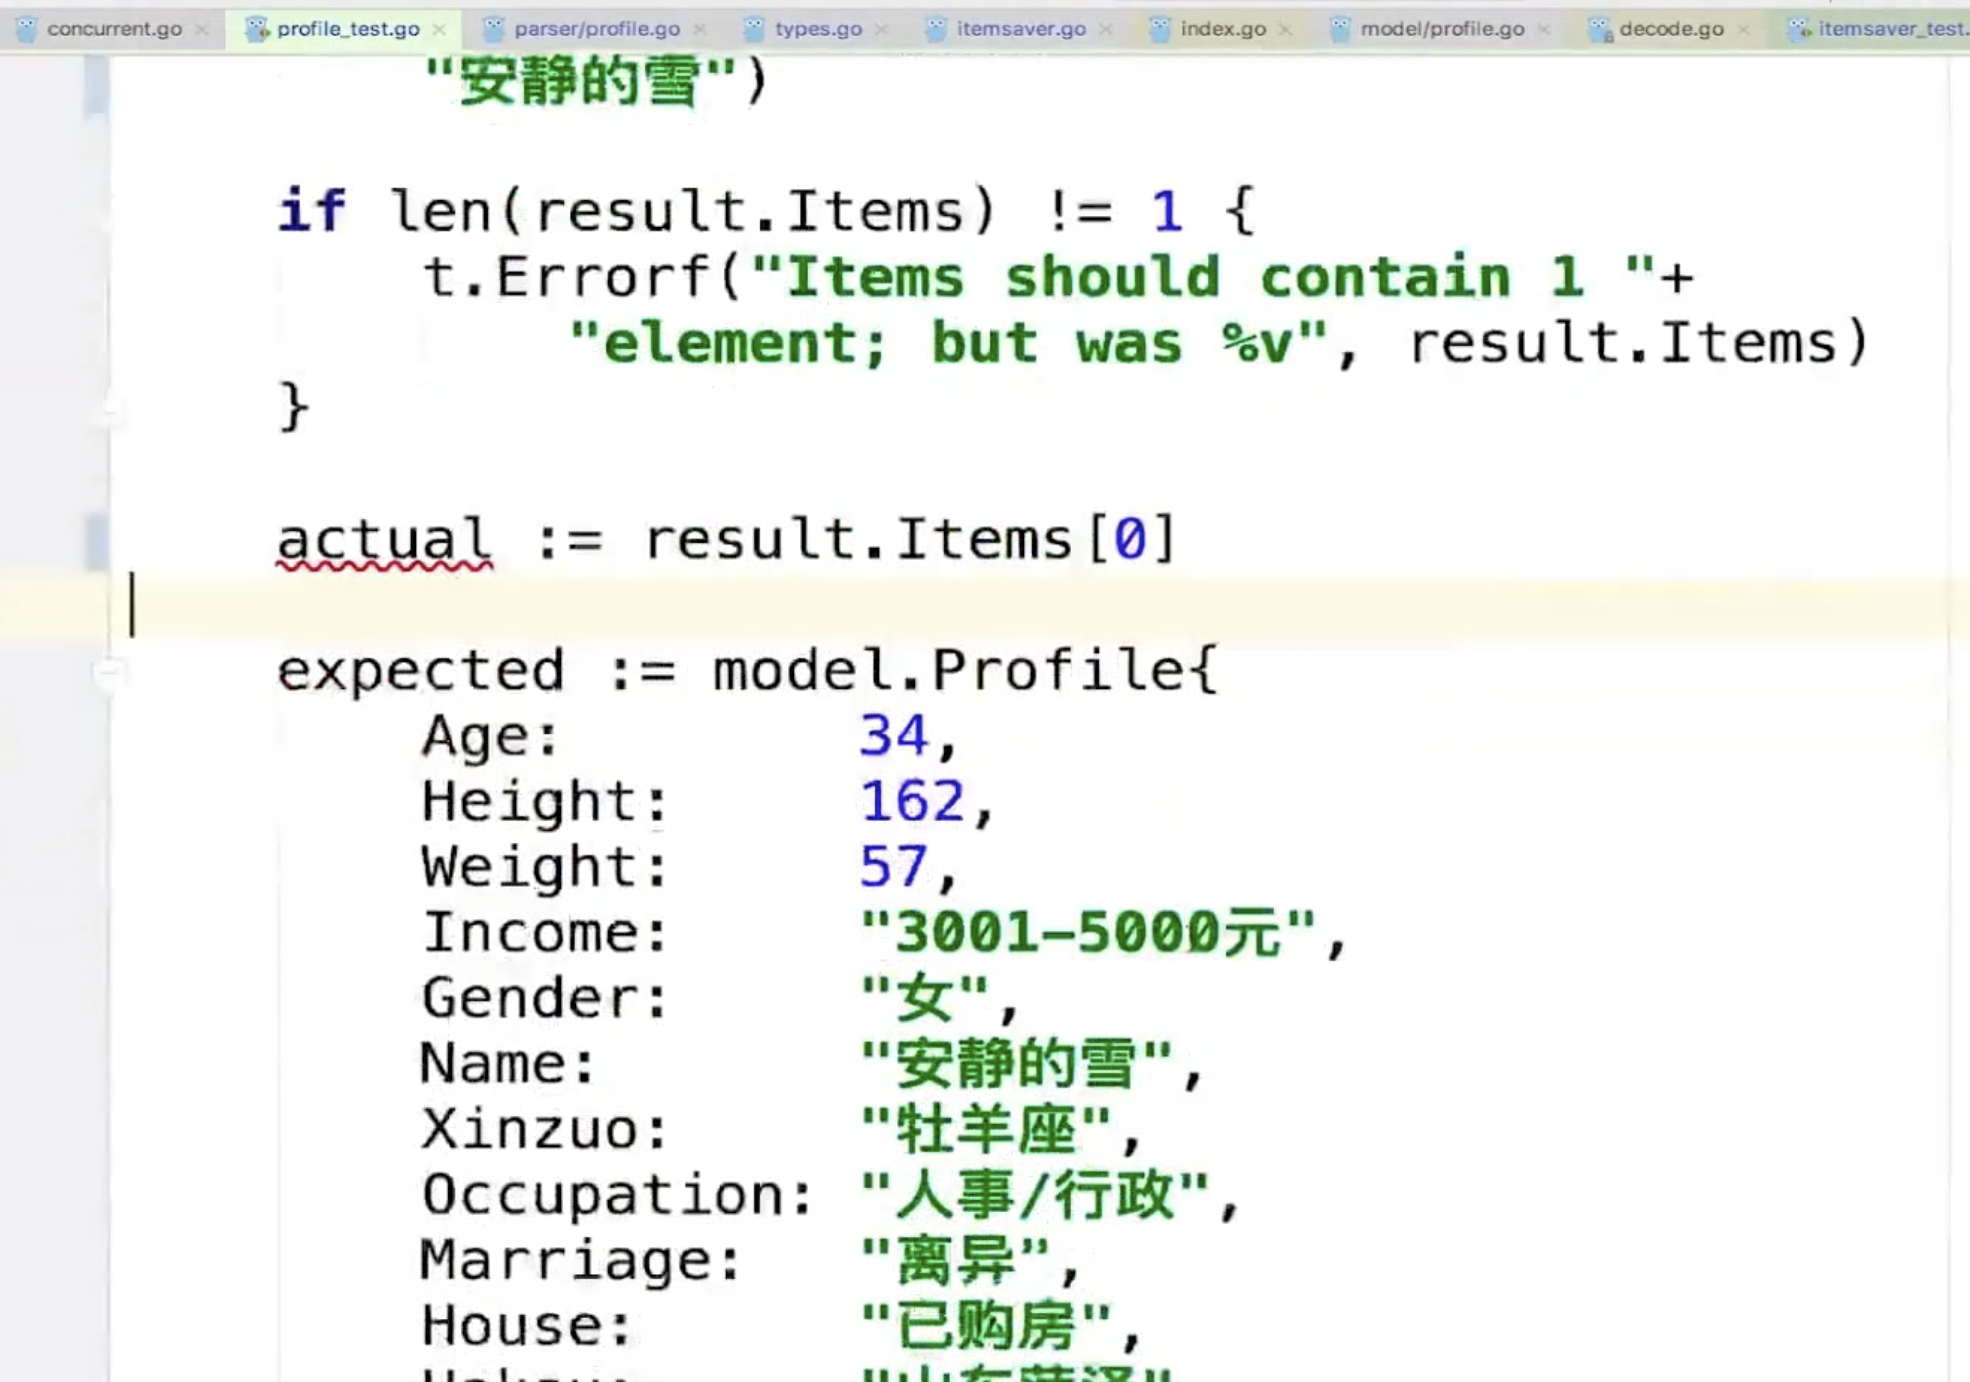 concurrent.go profile_test.go parser/profile.go types.go itemsaver.go index.go model/profile.go decode.go itemsaver_test.
"安静的雪")
if len(result.Items) != 1 {
t.Errorf("Items should contain 1 "+
"element; but was %v", result.Items)
}
actual := result.Items[0]
expected := model.Profile{
Age: 34,
Height: 162,
Weight: 57,
Income: "3001-5000元",
Gender: "女",
Name: "安静的雪",
Xinzuo: "牡羊座",
Occupation: "人事/行政",
Marriage: "离异",
House: "已购房",